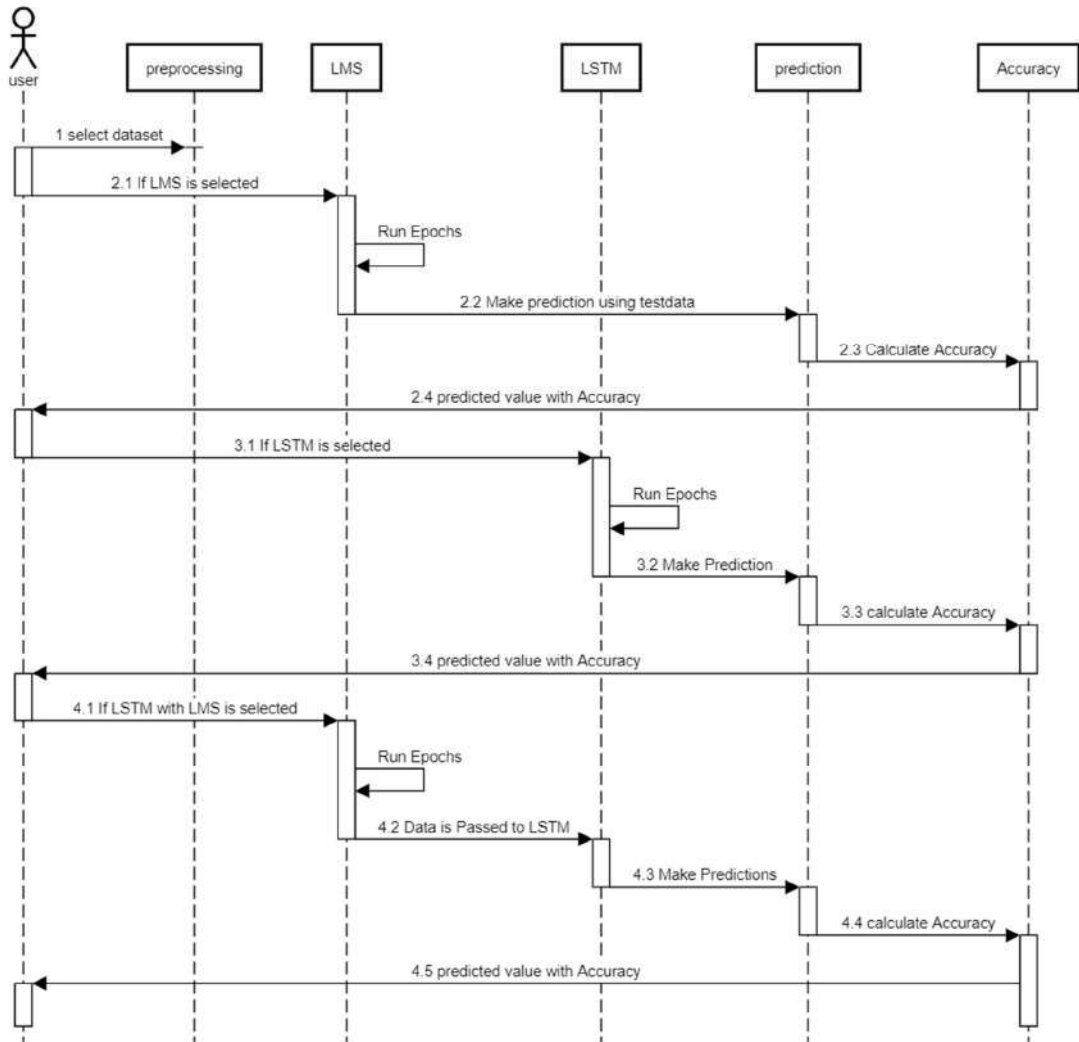 user
preprocessing
LMS
LSTM
prediction
Accuracy
1 select dataset
2.1 If LMS is selected
Run Epochs
2.2 Make prediction using testdata
2.3 Calculate Accuracy
2.4 predicted value with Accuracy
3.1 If LSTM is selected
Run Epochs
3.2 Make Prediction
3.3 calculate Accuracy
3.4 predicted value with Accuracy
4.1 If LSTM with LMS is selected
Run Epochs
4.2 Data is Passed to LSTM
4.3 Make Predictions
4.4 calculate Accuracy
4.5 predicted value with Accuracy